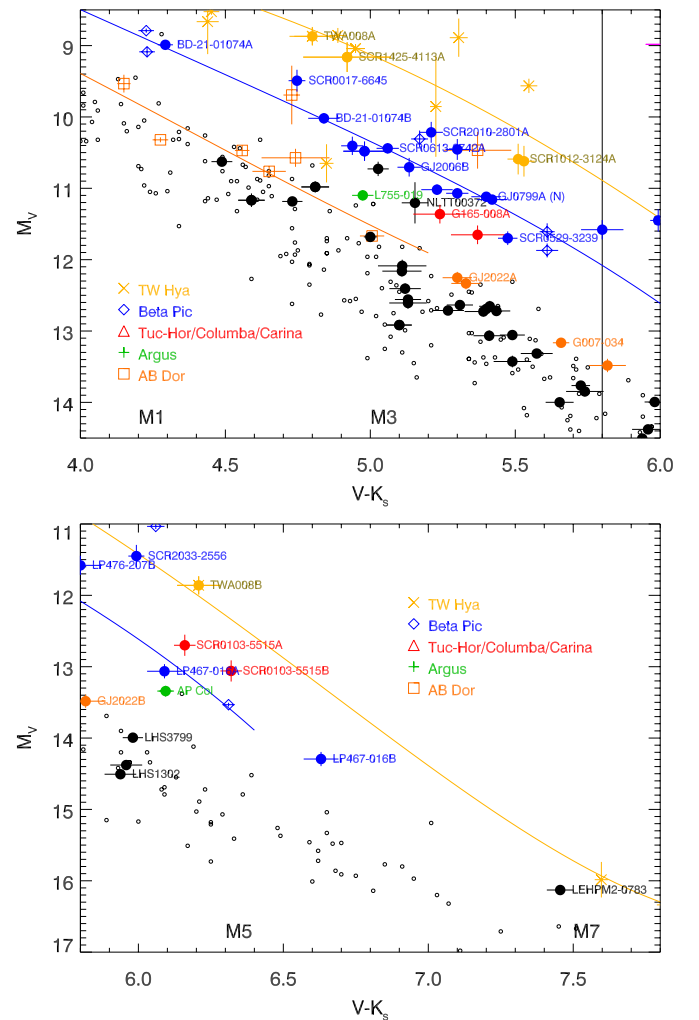 8
9
10
11
12
13
14
M_V
TWA008A
BD-21-01074A
SCR1425-4113A
SCR0017-6645
BD-21-01074B
SCR2010-2801A
SCR1012-3124A
GJ2006B
L755-019
NLTT00372
GJ0799A (N)
G165-008A
SCR0529-3239
GJ2022A
G007-034
TW Hya
Beta Pic
Tuc-Hor/Columba/Carina
Argus
AB Dor
M1
M3
4.0
4.5
5.0
5.5
6.0
V-K_s
11
12
13
14
15
16
17
M_V
SCR2033-2556
LP476-207B
TWA008B
SCR0103-5515A
LP467-016A
SCR0103-5515B
AP Col
GJ2022B
LHS3799
LP467-016B
LHS1302
LEHPM2-0783
TW Hya
Beta Pic
Tuc-Hor/Columba/Carina
Argus
AB Dor
M5
M7
6.0
6.5
7.0
7.5
V-K_s